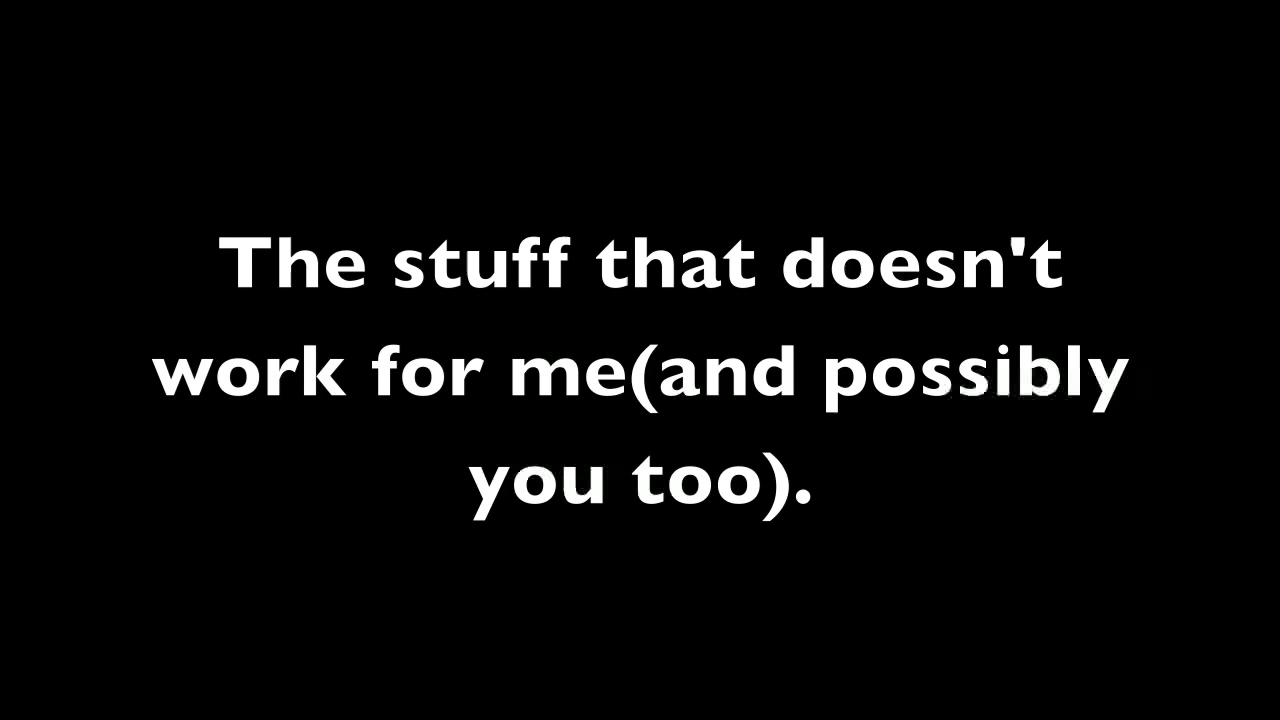 The stuff that doesn't
work for me(and possibly
you too).